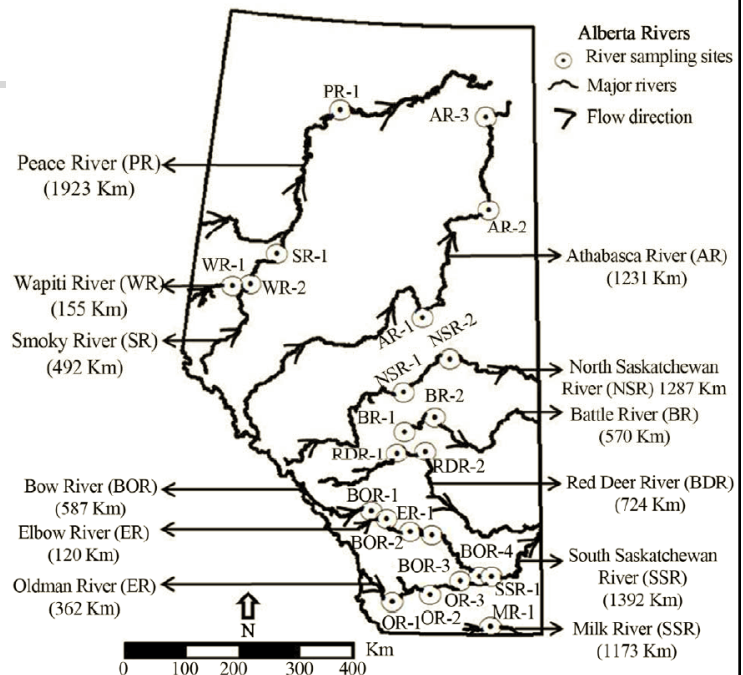 Alberta Rivers
River sampling sites
Major rivers
Flow direction
PR-1
AR-3
Peace River (PR)
(1923 Km)
AR-2
SR-1
WR-1
WR-2
Athabasca River (AR)
(1231 Km)
Wapiti River (WR)
(155 Km)
Smoky River (SR)
(492 Km)
AR-1
NSR-2
NSR-1
North Saskatchewan
River (NSR) 1287 Km
BR-2
BR-1
Battle River (BR)
(570 Km)
RDR-1
RDR-2
Red Deer River (BDR)
(724 Km)
Bow River (BOR)
(587 Km)
BOR-1
ER-1
Elbow River (ER)
(120 Km)
BOR-2
BOR-4
BOR-3
South Saskatchewan
River (SSR)
(1392 Km)
Oldman River (ER)
(362 Km)
SSR-1
OR-3
OR-2
OR-1
MR-1
Milk River (SSR)
(1173 Km)
N
Km
0 100 200 300 400